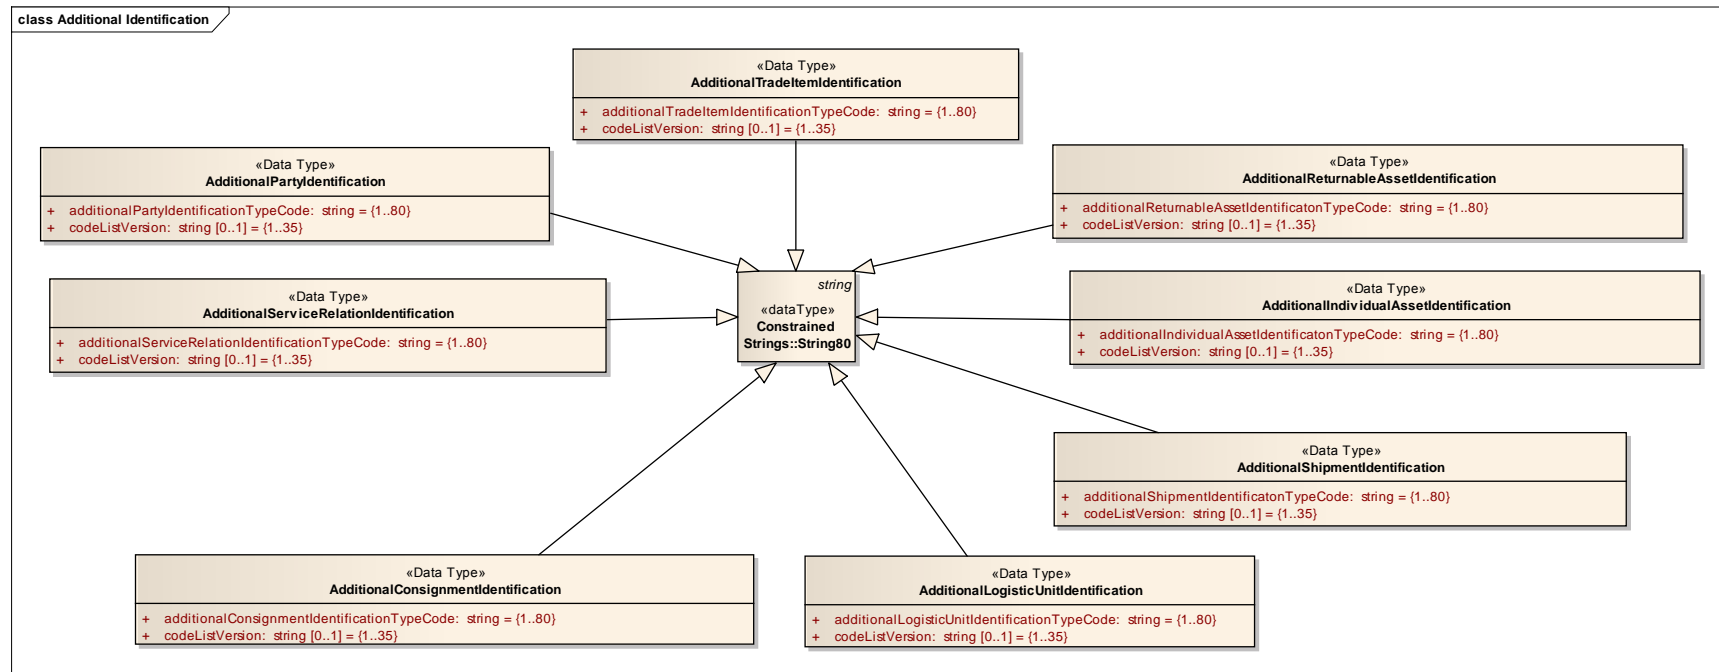 class Additional Identification
«Data Type»
AdditionalTradeItemIdentification
+ additionalTradeItemIdentificationTypeCode: string = {1..80}
+ codeListVersion: string [0..1] = {1..35}
«Data Type»
AdditionalPartyIdentification
+ additionalPartyIdentificationTypeCode: string = {1..80}
+ codeListVersion: string [0..1] = {1..35}
«Data Type»
AdditionalReturnableAssetIdentification
+ additionalReturnableAssetIdentificatonTypeCode: string = {1..80}
+ codeListVersion: string [0..1] = {1..35}
«Data Type»
AdditionalServiceRelationIdentification
+ additionalServiceRelationIdentificationTypeCode: string = {1..80}
+ codeListVersion: string [0..1] = {1..35}
string
«dataType»
Constrained
Strings::String80
«Data Type»
AdditionalIndividualAssetIdentification
+ additionalIndividualAssetIdentificatonTypeCode: string = {1..80}
+ codeListVersion: string [0..1] = {1..35}
«Data Type»
AdditionalShipmentIdentification
+ additionalShipmentIdentificatonTypeCode: string = {1..80}
+ codeListVersion: string [0..1] = {1..35}
«Data Type»
AdditionalConsignmentIdentification
+ additionalConsignmentIdentificationTypeCode: string = {1..80}
+ codeListVersion: string [0..1] = {1..35}
«Data Type»
AdditionalLogisticUnitIdentification
+ additionalLogisticUnitIdentificationTypeCode: string = {1..80}
+ codeListVersion: string [0..1] = {1..35}